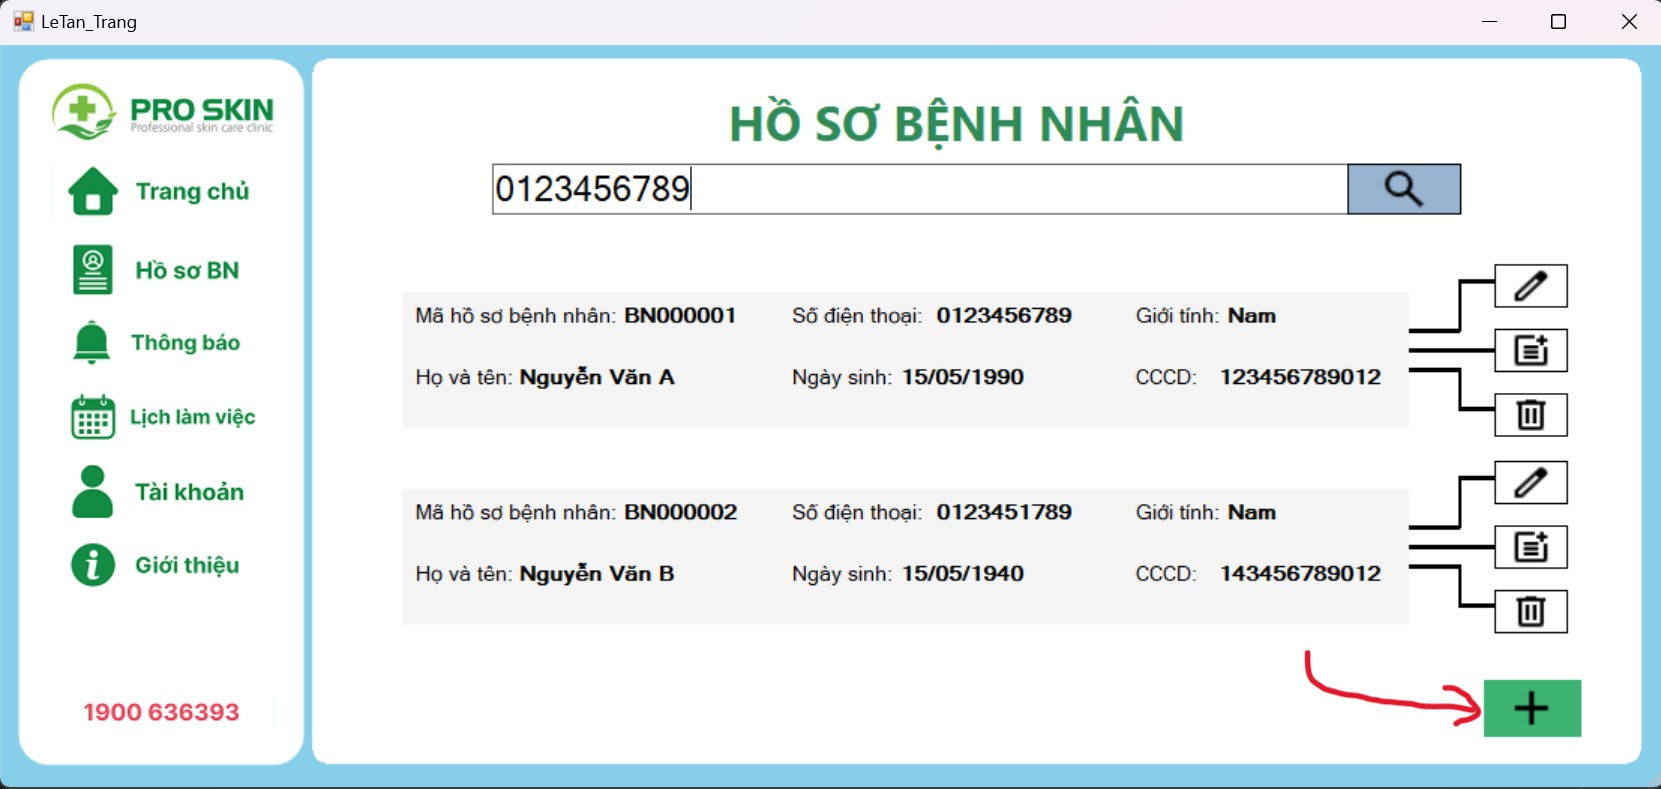 LeTan_Trang
PRO SKIN
Professional skin care clinic
Trang chủ
Hồ sơ BN
Thông báo
Lịch làm việc
Tài khoản
Giới thiệu
1900 636393
HỒ SƠ BỆNH NHÂN
0123456789
Mã hồ sơ bệnh nhân: BN000001 Số điện thoại: 0123456789 Giới tính: Nam
Họ và tên: Nguyễn Văn A Ngày sinh: 15/05/1990 CCCD: 123456789012
Mã hồ sơ bệnh nhân: BN000002 Số điện thoại: 0123451789 Giới tính: Nam
Họ và tên: Nguyễn Văn B Ngày sinh: 15/05/1940 CCCD: 143456789012